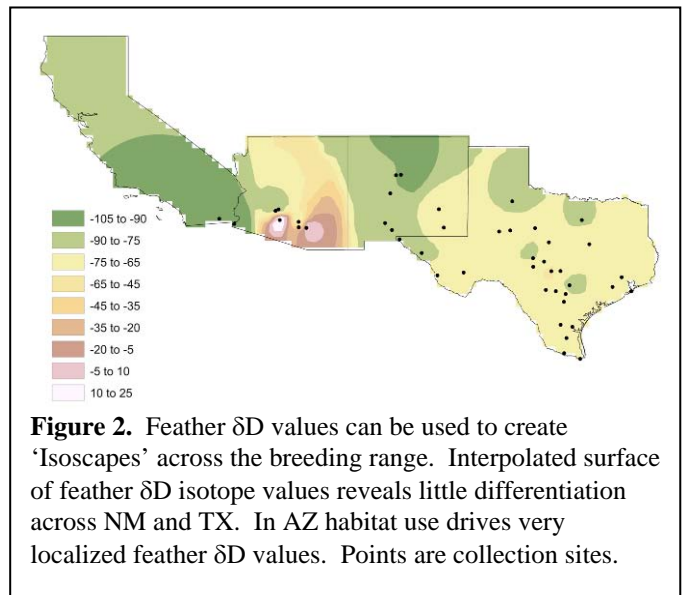 -105 to -90
-90 to -75
-75 to -65
-65 to -45
-45 to -35
-35 to -20
-20 to -5
-5 to 10
10 to 25
Figure 2. Feather δD values can be used to create
‘Isoscapes’ across the breeding range. Interpolated surface
of feather δD isotope values reveals little differentiation
across NM and TX. In AZ habitat use drives very
localized feather δD values. Points are collection sites.